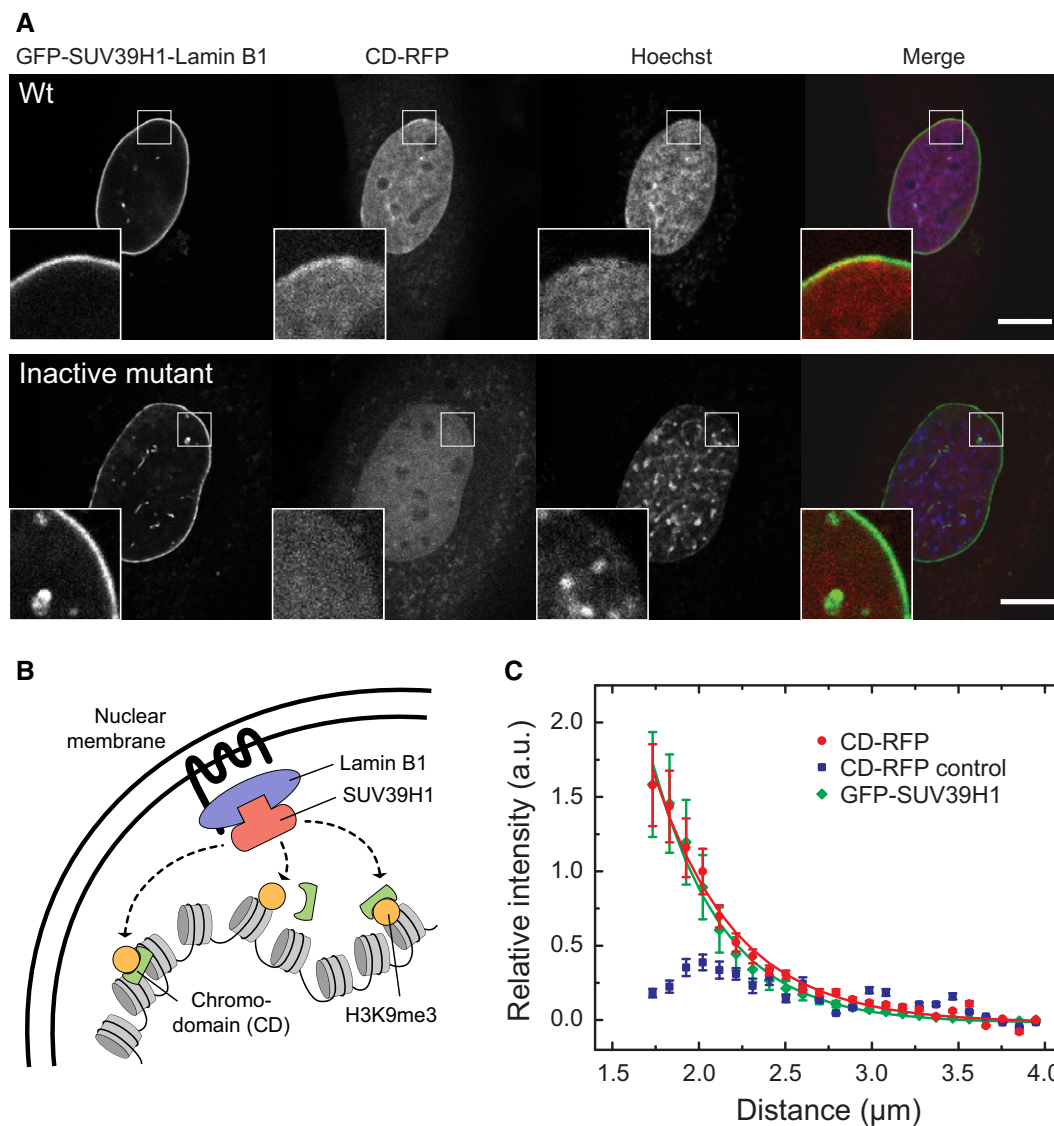 A
GFP-SUV39H1-Lamin B1
CD-RFP
Hoechst
Merge
Wt
Inactive mutant
B
Nuclear
membrane
Lamin B1
SUV39H1
Chromo-
domain (CD)
H3K9me3
C
Relative intensity (a.u.)
2.0
1.5
1.0
0.5
0.0
CD-RFP
CD-RFP control
GFP-SUV39H1
1.5
2.0
2.5
3.0
3.5
4.0
Distance (μm)